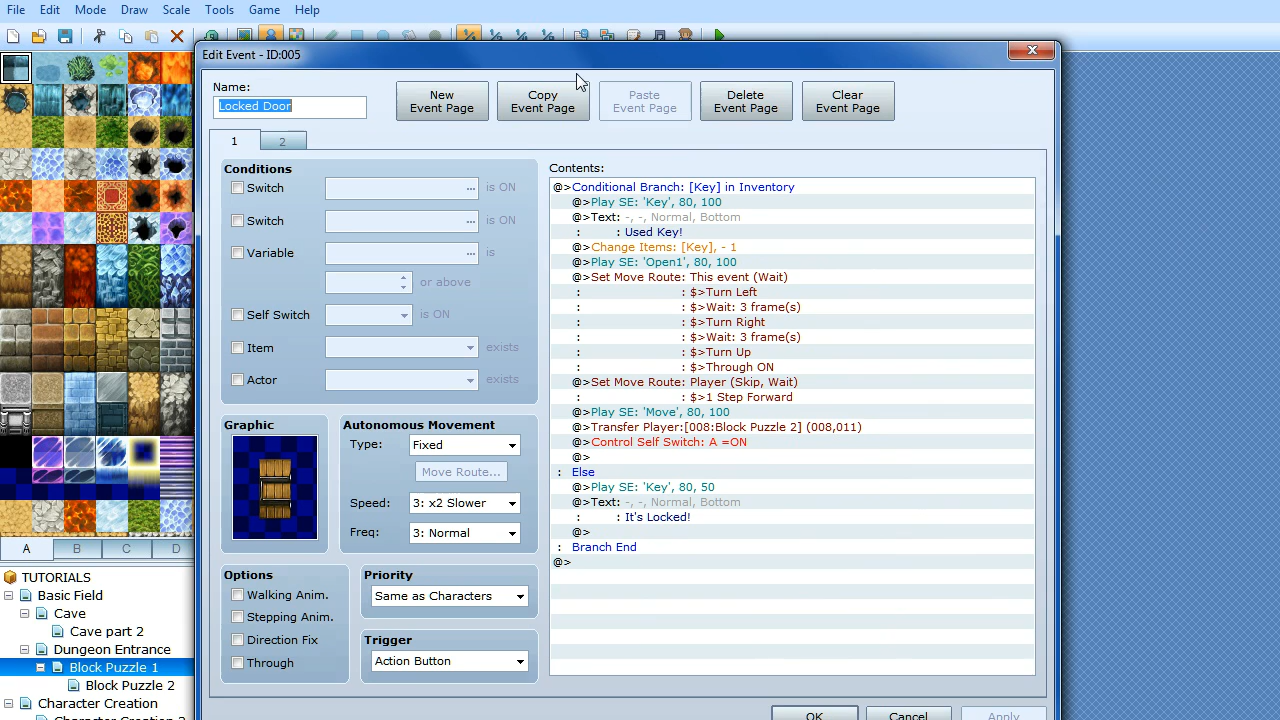 File Edit Mode Draw Scale Tools Game Help
Edit Event - ID:005
Name:
Locked Door
New
Event Page
Copy
Event Page
Paste
Event Page
Delete
Event Page
Clear
Event Page
1 2
Conditions
Switch ... is ON
Switch ... is ON
Variable ... is
or above
Self Switch is ON
Item exists
Actor exists
Graphic
Autonomous Movement
Type: Fixed
Move Route...
Speed: 3: x2 Slower
Freq: 3: Normal
Options
Walking Anim.
Stepping Anim.
Direction Fix
Through
Priority
Same as Characters
Trigger
Action Button
Contents:
@>Conditional Branch: [Key] in Inventory
@>Play SE: 'Key', 80, 100
@>Text: -, -, Normal, Bottom
: : Used Key!
@>Change Items: [Key], - 1
@>Play SE: 'Open1', 80, 100
@>Set Move Route: This event (Wait)
: : $>Turn Left
: : $>Wait: 3 frame(s)
: : $>Turn Right
: : $>Wait: 3 frame(s)
: : $>Turn Up
: : $>Through ON
@>Set Move Route: Player (Skip, Wait)
: : $>1 Step Forward
@>Play SE: 'Move', 80, 100
@>Transfer Player:[008:Block Puzzle 2] (008,011)
@>Control Self Switch: A =ON
@>
: Else
@>Play SE: 'Key', 80, 50
@>Text: -, -, Normal, Bottom
: : It's Locked!
@>
: Branch End
@>
OK Cancel Apply
A B C D
TUTORIALS
Basic Field
Cave
Cave part 2
Dungeon Entrance
Block Puzzle 1
Block Puzzle 2
Character Creation
Character Creation 2